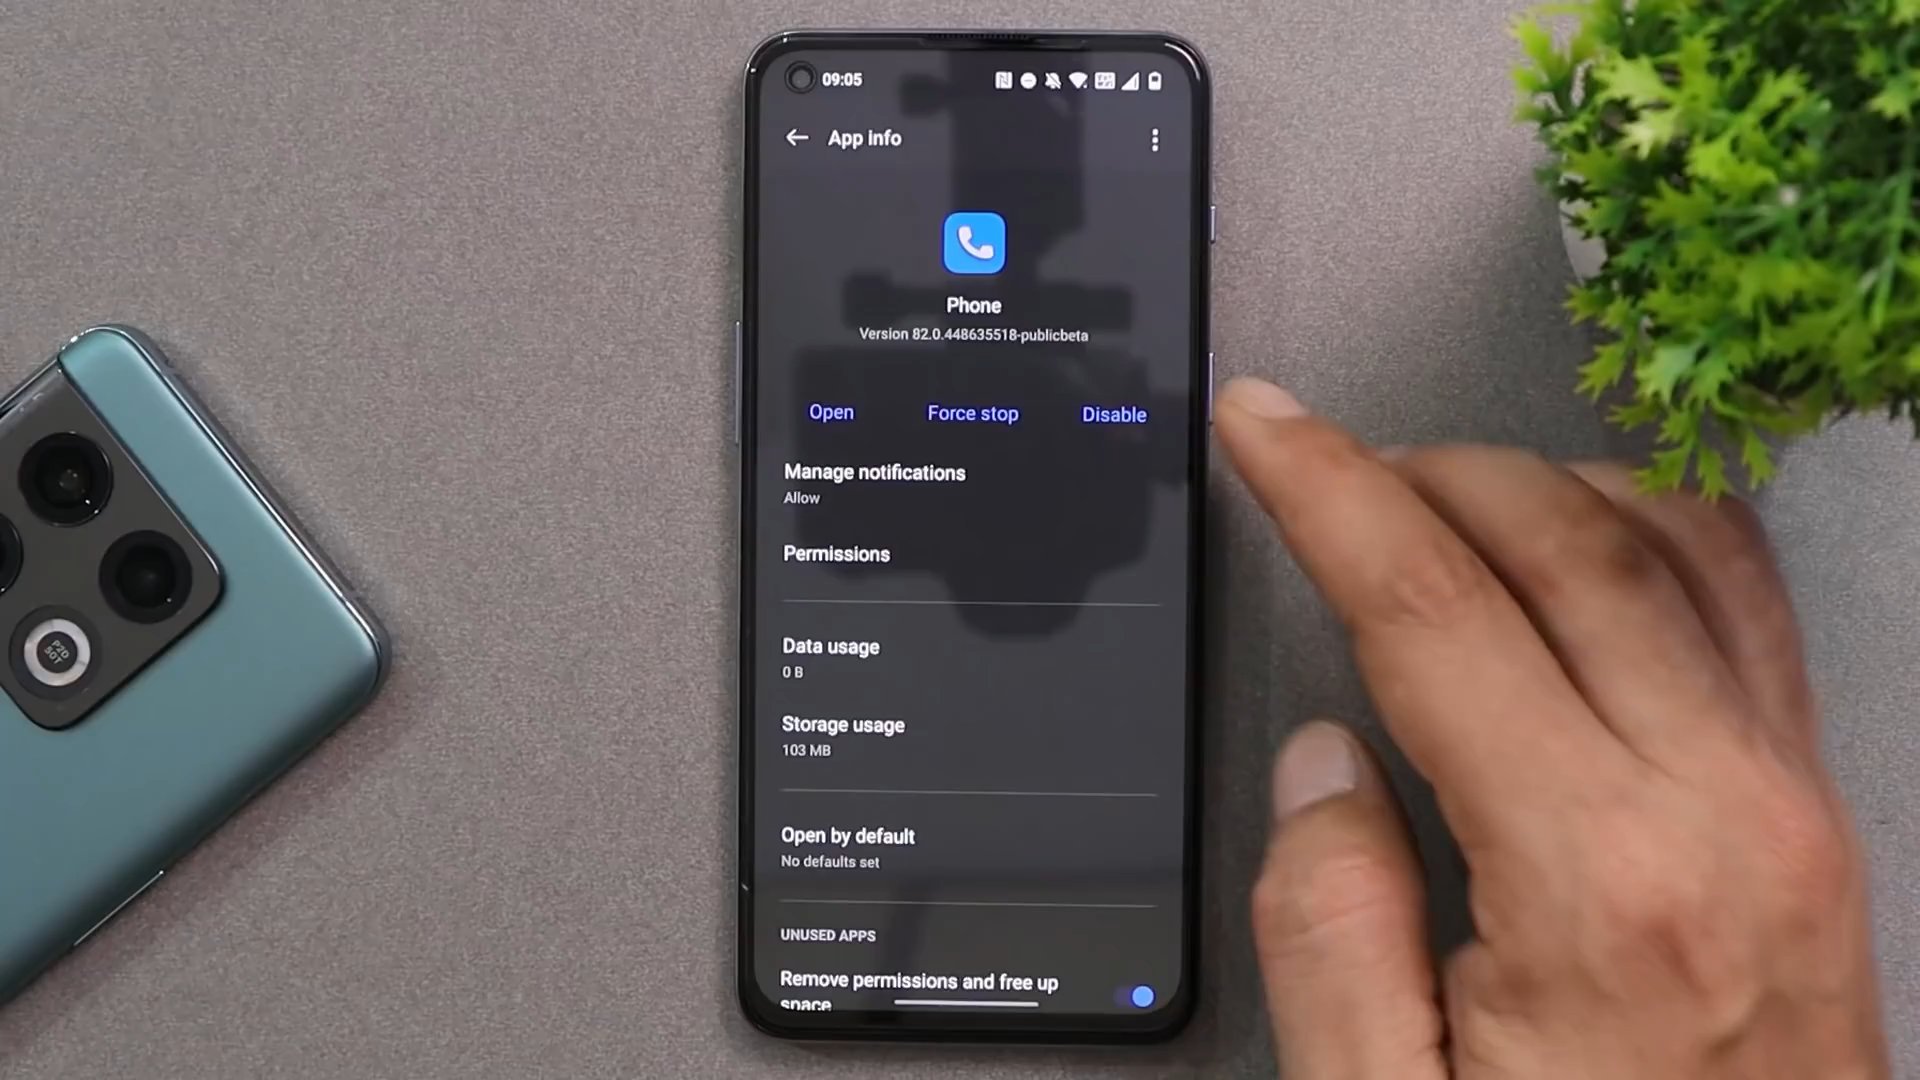 09:05
App info
Phone
Version 82.0.448635518-publicbeta
Open
Force stop
Disable
Manage notifications
Allow
Permissions
Data usage
0 B
Storage usage
103 MB
Open by default
No defaults set
UNUSED APPS
Remove permissions and free up
space
P2D
50T